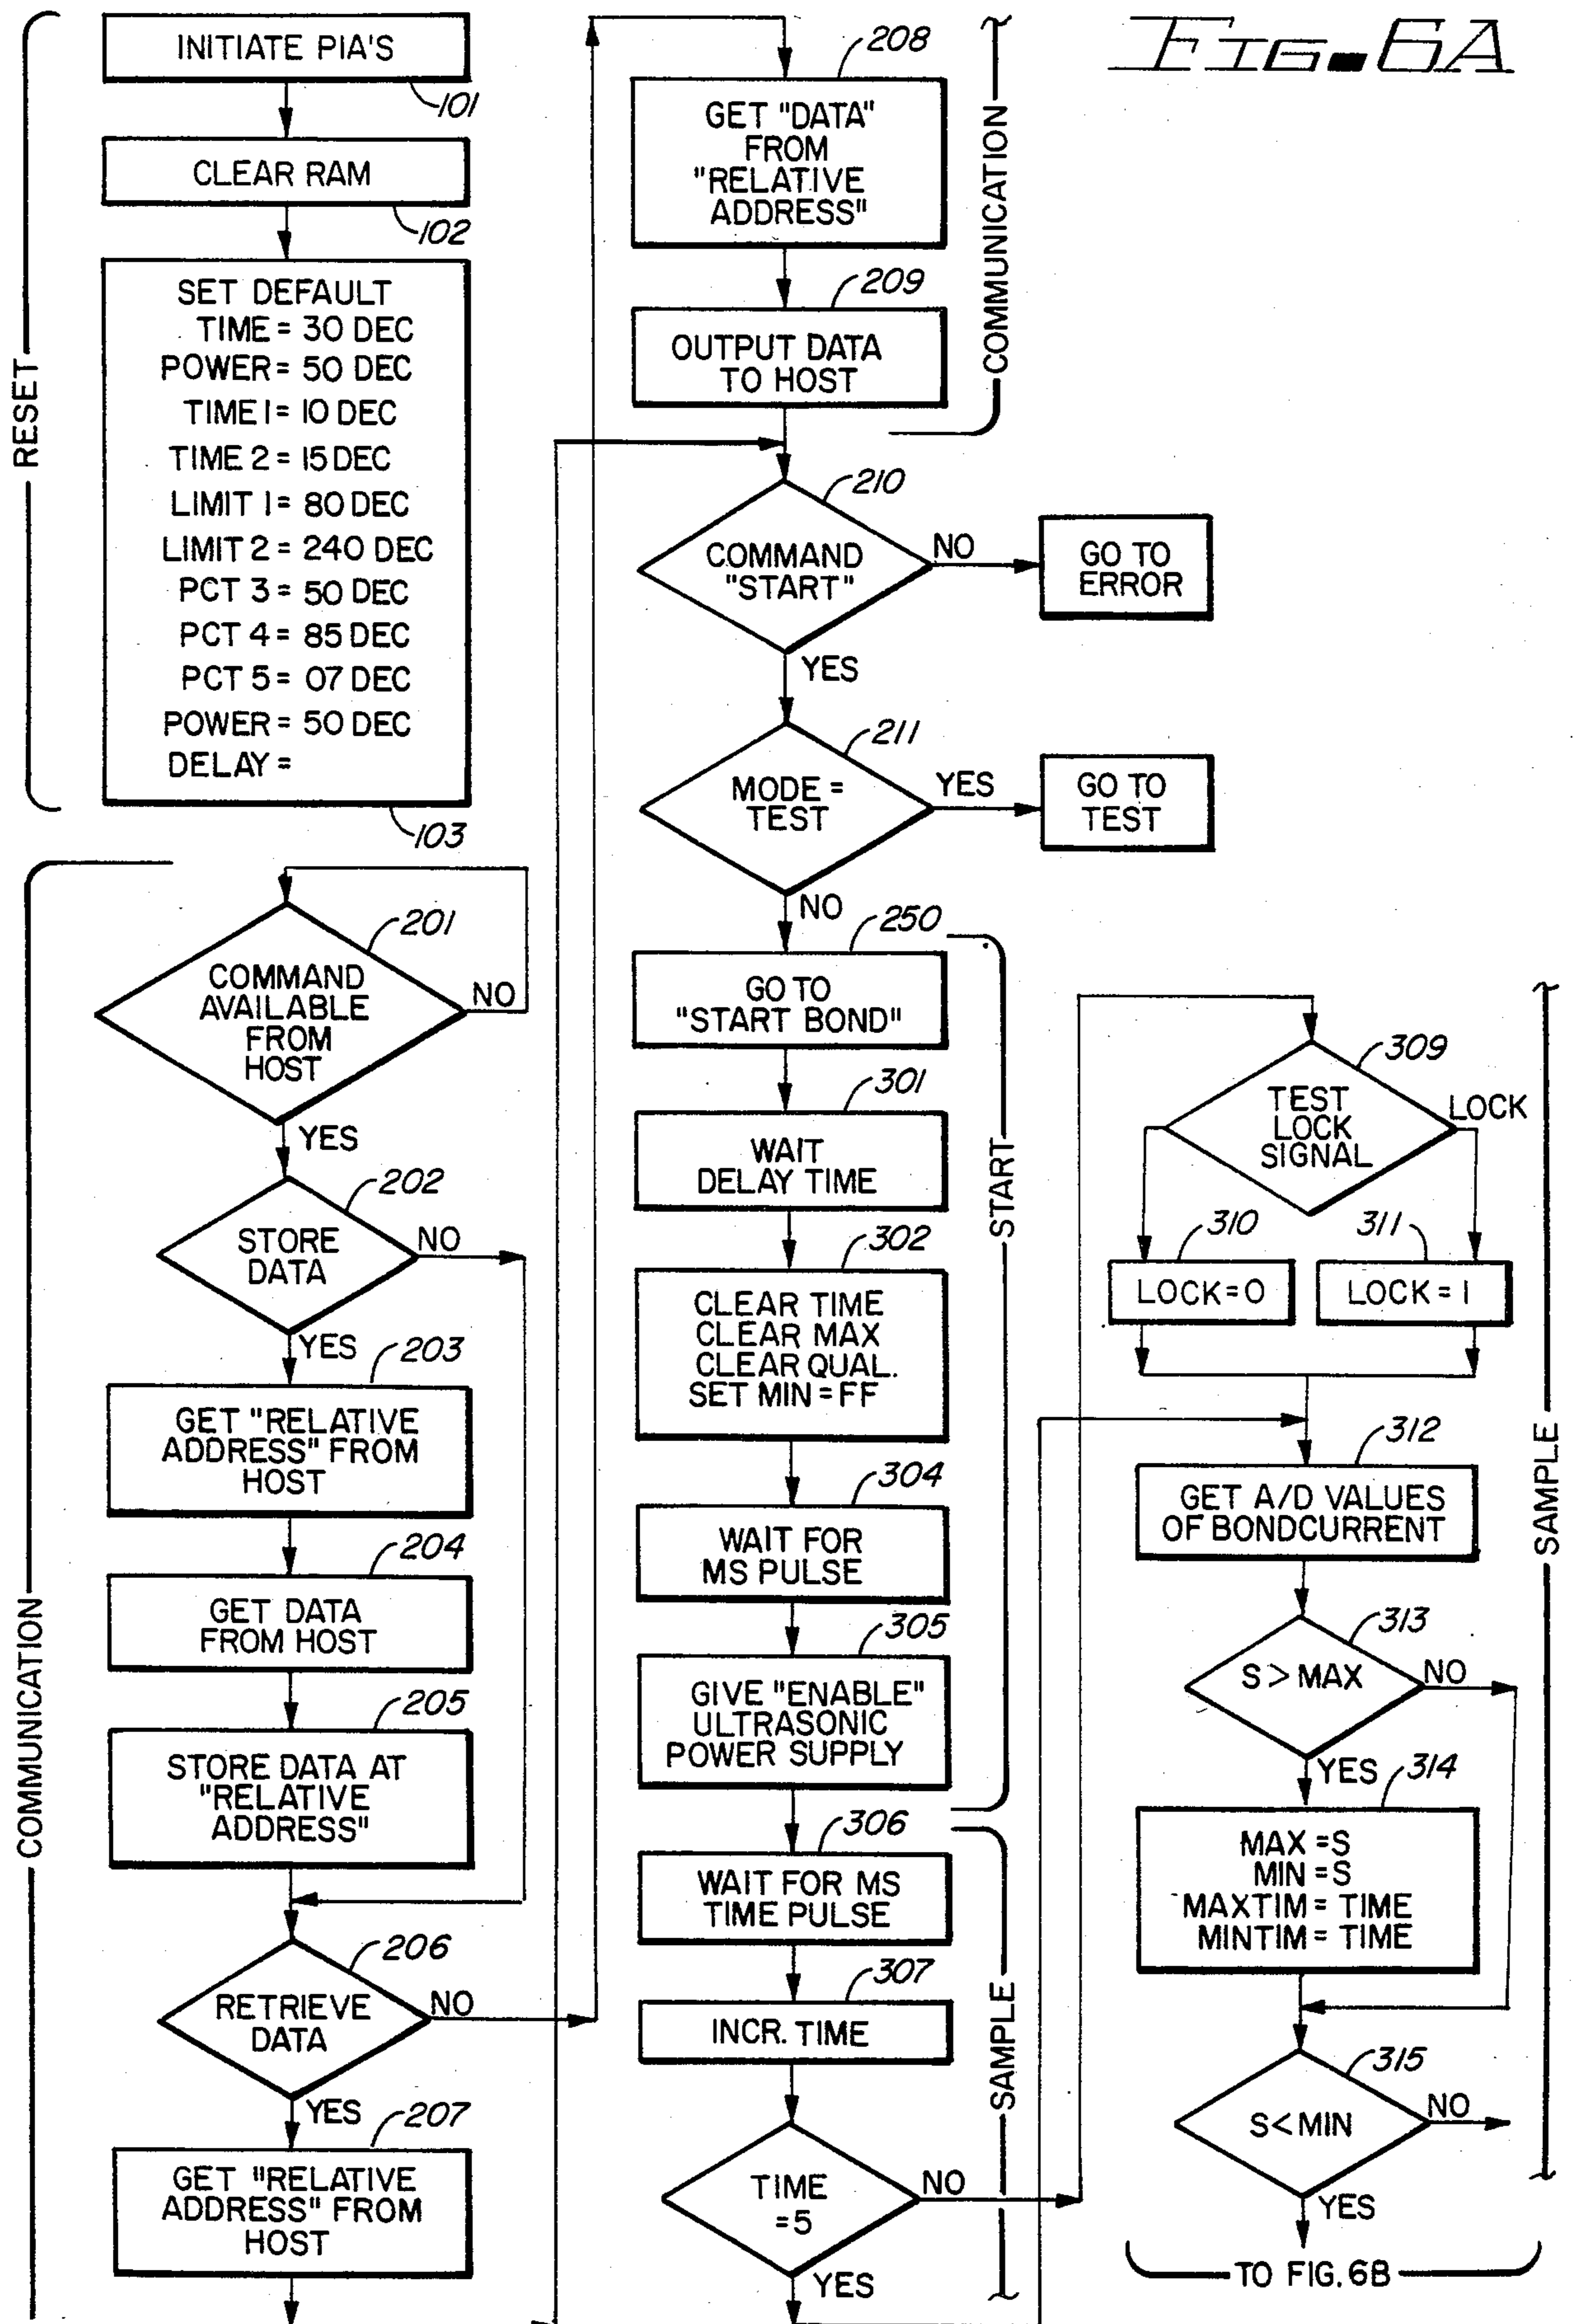 FIG. 6A
RESET
INITIATE PIA'S
101
CLEAR RAM
102
SET DEFAULT
TIME = 30 DEC
POWER = 50 DEC
TIME 1 = 10 DEC
TIME 2 = 15 DEC
LIMIT 1 = 80 DEC
LIMIT 2 = 240 DEC
PCT 3 = 50 DEC
PCT 4 = 85 DEC
PCT 5 = 07 DEC
POWER = 50 DEC
DELAY =
103
COMMUNICATION
201
COMMAND
AVAILABLE
FROM
HOST
NO
YES
202
STORE
DATA
NO
YES
203
GET "RELATIVE
ADDRESS" FROM
HOST
204
GET DATA
FROM HOST
205
STORE DATA AT
"RELATIVE
ADDRESS"
206
RETRIEVE
DATA
NO
YES
207
GET "RELATIVE
ADDRESS" FROM
HOST
208
GET "DATA"
FROM
"RELATIVE
ADDRESS"
COMMUNICATION
209
OUTPUT DATA
TO HOST
210
COMMAND
"START"
NO
GO TO
ERROR
YES
211
MODE =
TEST
YES
GO TO
TEST
NO
250
GO TO
"START BOND"
START
301
WAIT
DELAY TIME
302
CLEAR TIME
CLEAR MAX
CLEAR QUAL.
SET MIN = FF
304
WAIT FOR
MS PULSE
305
GIVE "ENABLE"
ULTRASONIC
POWER SUPPLY
306
WAIT FOR MS
TIME PULSE
SAMPLE
307
INCR. TIME
TIME
=5
NO
YES
309
TEST
LOCK
SIGNAL
LOCK
310
LOCK=0
311
LOCK = 1
SAMPLE
312
GET A/D VALUES
OF BONDCURRENT
313
S > MAX
NO
YES
314
MAX =S
MIN =S
MAXTIM = TIME
MINTIM = TIME
315
S < MIN
NO
YES
TO FIG. 6B